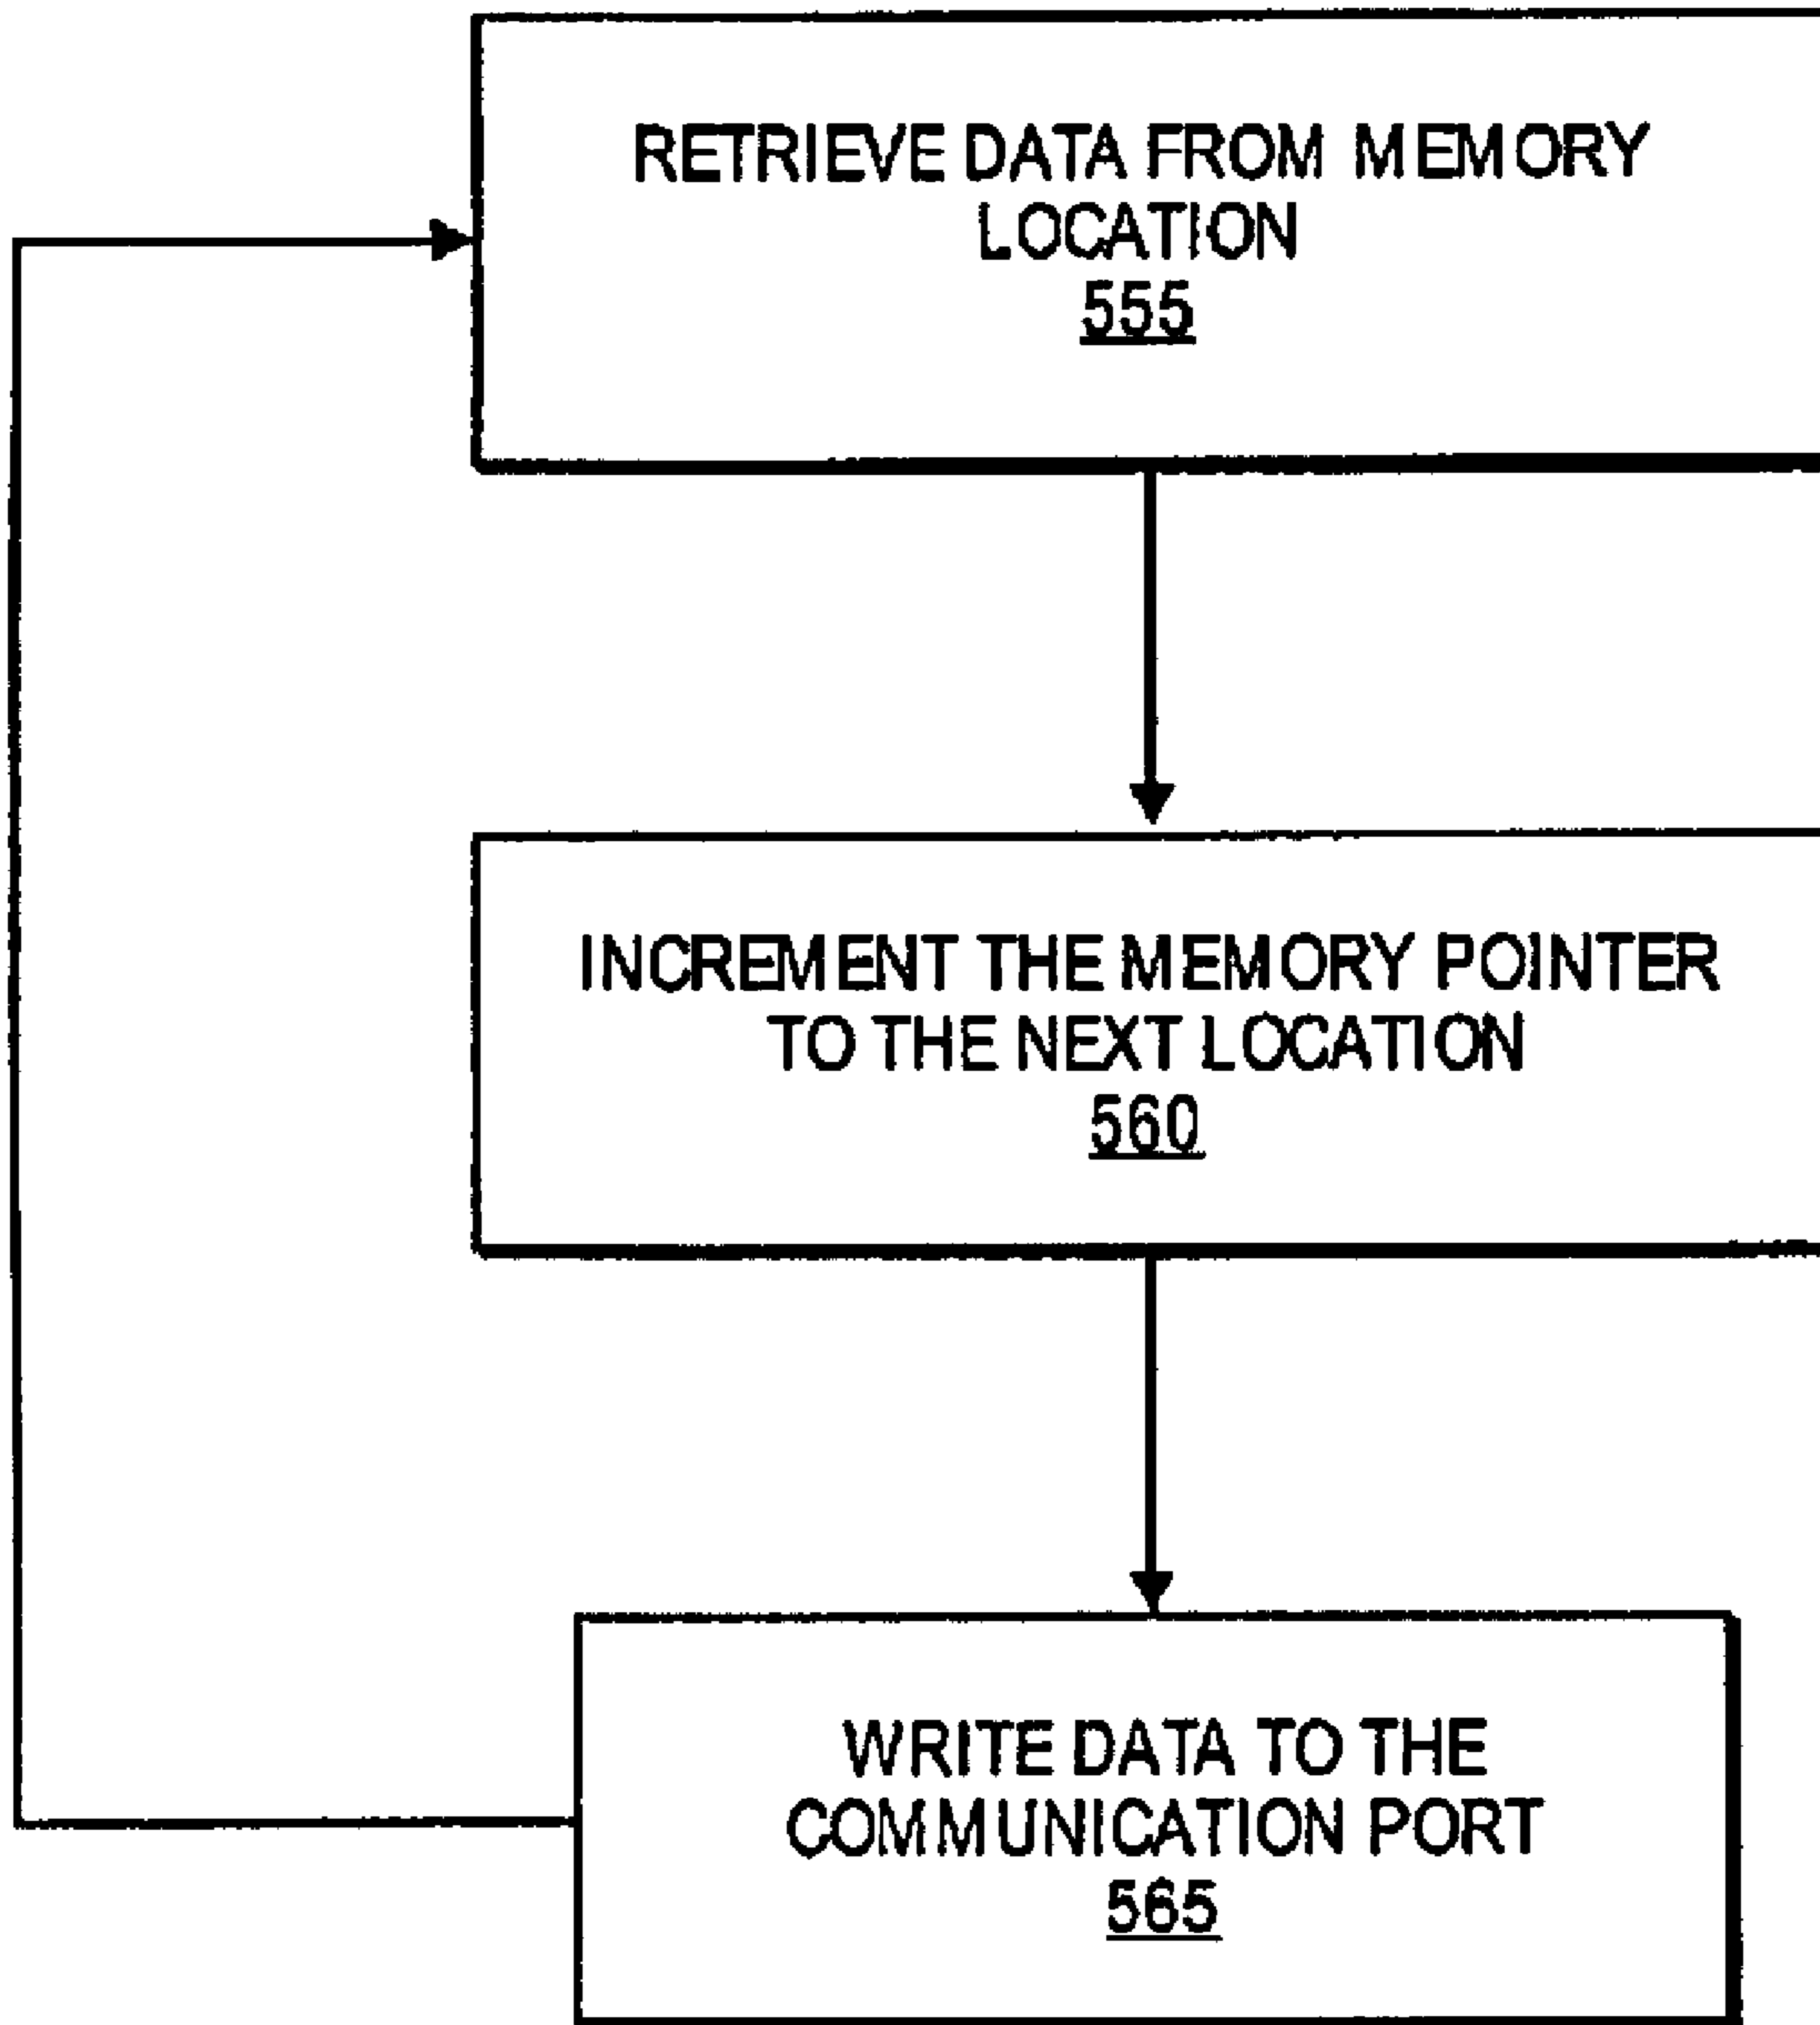 RETRIEVE DATA FROM MEMORY
LOCATION
555
INCREMENT THE MEMORY POINTER
TO THE NEXT LOCATION
560
WRITE DATA TO THE
COMMUNICATION PORT
565